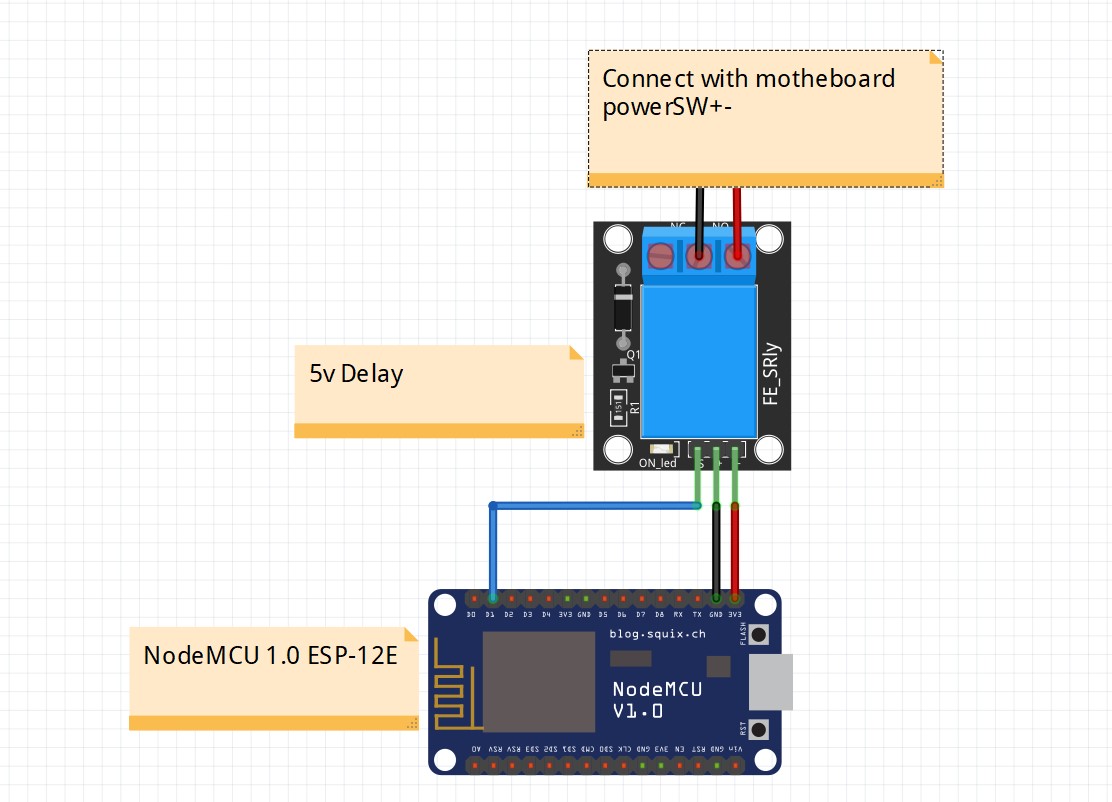 Connect with motheboard
powerSW+-
NC NO
5v Delay
Q1
R1
151
FE_SRly
ON_led
S + -
D0 D1 D2 D3 D4 3V3 GND D5 D6 D7 D8 RX TX GND 3V3
blog.squix.ch
FLASH
NodeMCU 1.0 ESP-12E
NodeMCU
V1.0
RST
A0 RSV RSV SD3 SD2 SD1 CMD SD0 CLK GND 3V3 EN RST GND Vin